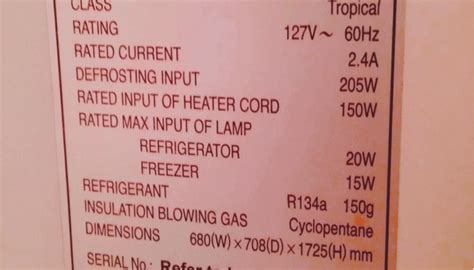 CLASS Tropical
RATING 127V~ 60Hz
RATED CURRENT 2.4A
DEFROSTING INPUT 205W
RATED INPUT OF HEATER CORD 150W
RATED MAX INPUT OF LAMP
REFRIGERATOR 20W
FREEZER 15W
REFRIGERANT R134a 150g
INSULATION BLOWING GAS Cyclopentane
DIMENSIONS 680(W)×708(D)×1725(H) mm
SERIAL No : Refer to